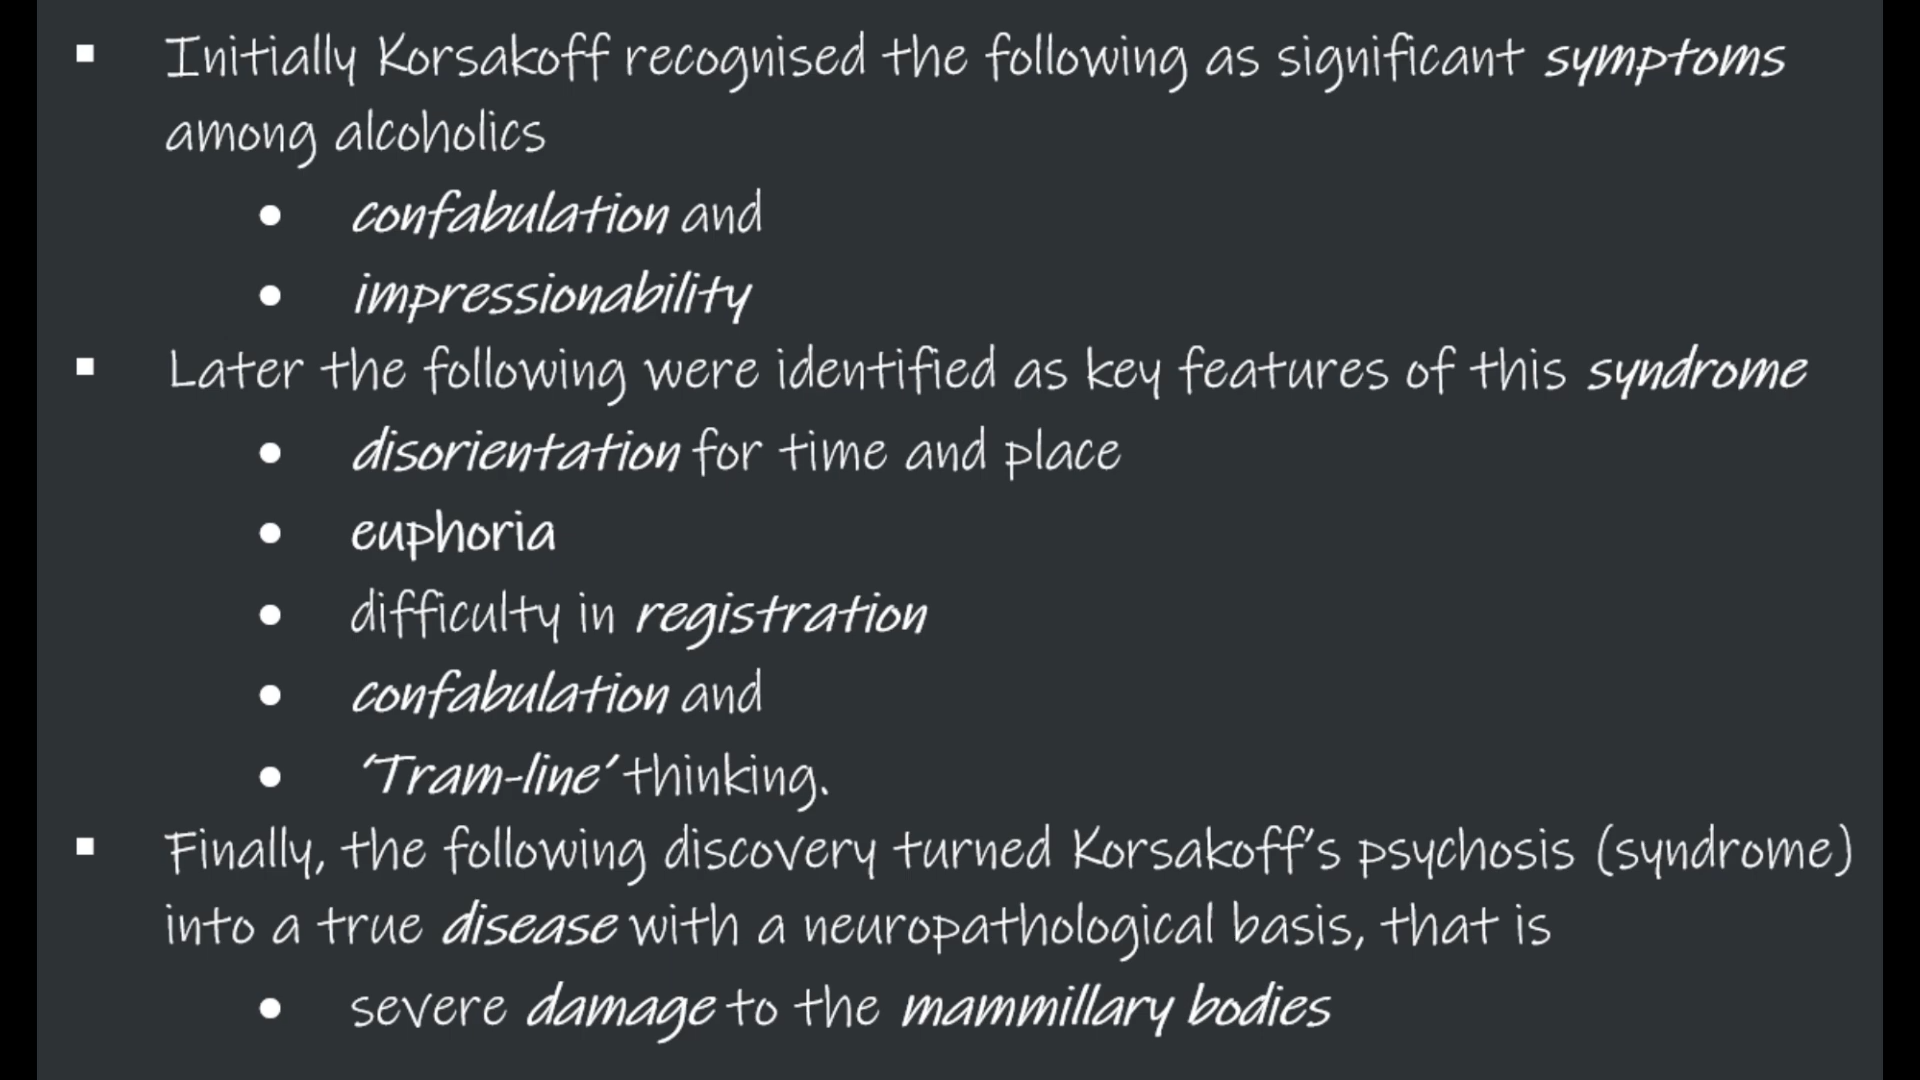 ▪ Initially Korsakoff recognised the following as significant symptoms
among alcoholics
• confabulation and
• impressionability
▪ Later the following were identified as key features of this syndrome
• disorientation for time and place
• euphoria
• difficulty in registration
• confabulation and
• ‘Tram-line’ thinking.
▪ Finally, the following discovery turned Korsakoff’s psychosis (syndrome)
into a true disease with a neuropathological basis, that is
• severe damage to the mammillary bodies